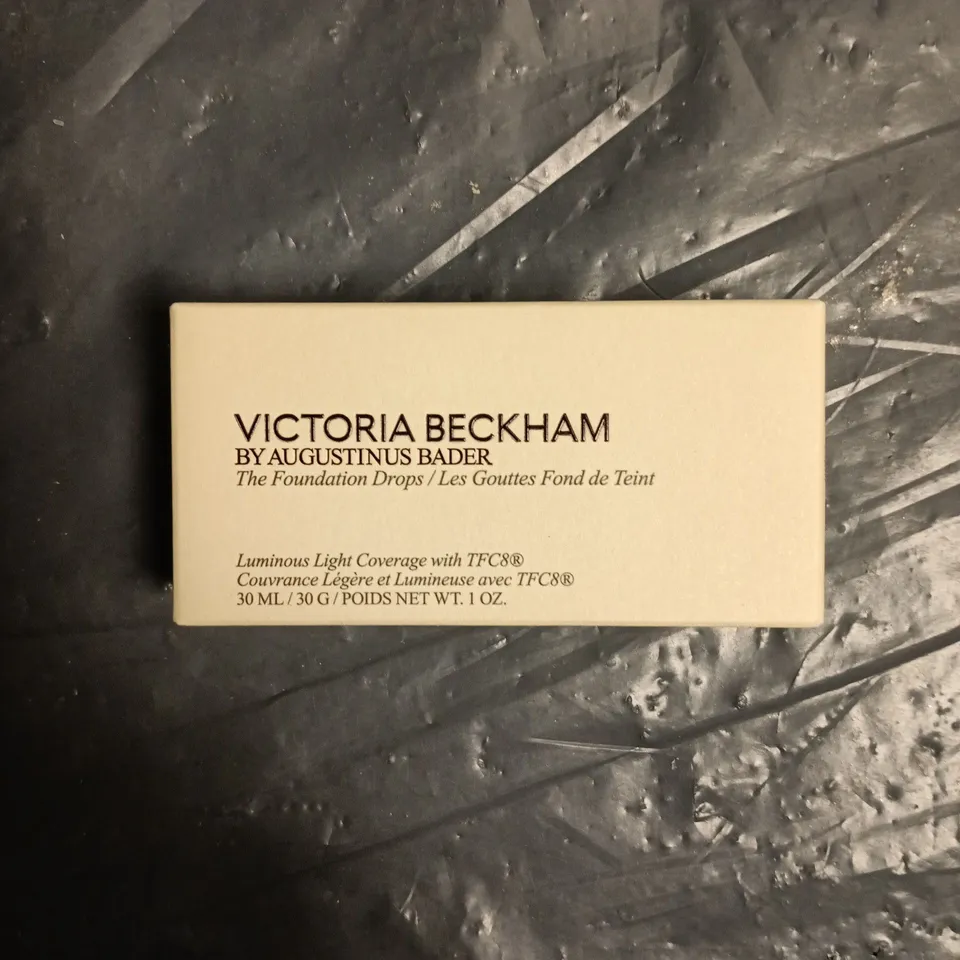 VICTORIA BECKHAM
BY AUGUSTINUS BADER
The Foundation Drops / Les Gouttes Fond de Teint
Luminous Light Coverage with TFC8®
Couvrance Légère et Lumineuse avec TFC8®
30 ML / 30 G / POIDS NET WT. 1 OZ.